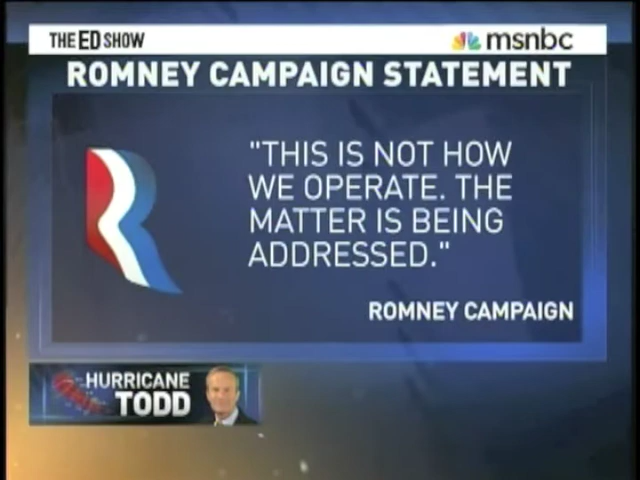 THE ED SHOW
msnbc
ROMNEY CAMPAIGN STATEMENT
"THIS IS NOT HOW
WE OPERATE. THE
MATTER IS BEING
ADDRESSED."
ROMNEY CAMPAIGN
HURRICANE
TODD